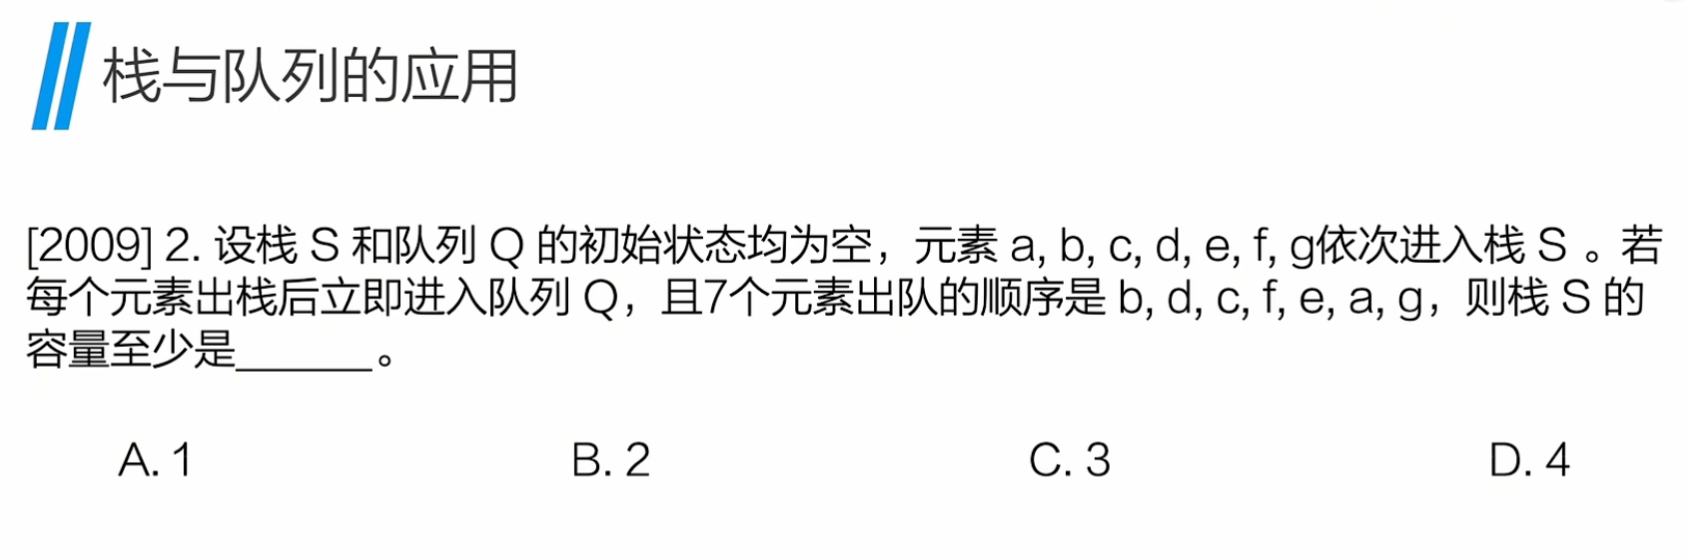 栈与队列的应用
[2009] 2. 设栈 S 和队列 Q 的初始状态均为空，元素 a, b, c, d, e, f, g依次进入栈 S 。若
每个元素出栈后立即进入队列 Q，且7个元素出队的顺序是 b, d, c, f, e, a, g，则栈 S 的
容量至少是______。
A. 1 B. 2 C. 3 D. 4